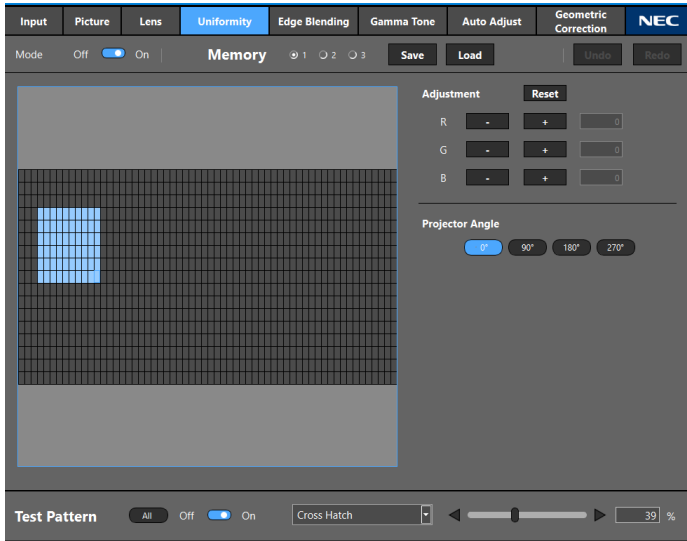 Input Picture Lens Uniformity Edge Blending Gamma Tone Auto Adjust Geometric Correction NEC
Mode Off On Memory 1 2 3 Save Load Undo Redo
Adjustment Reset
R - + 0
G - + 0
B - + 0
Projector Angle
0° 90° 180° 270°
Test Pattern All Off On Cross Hatch 39 %